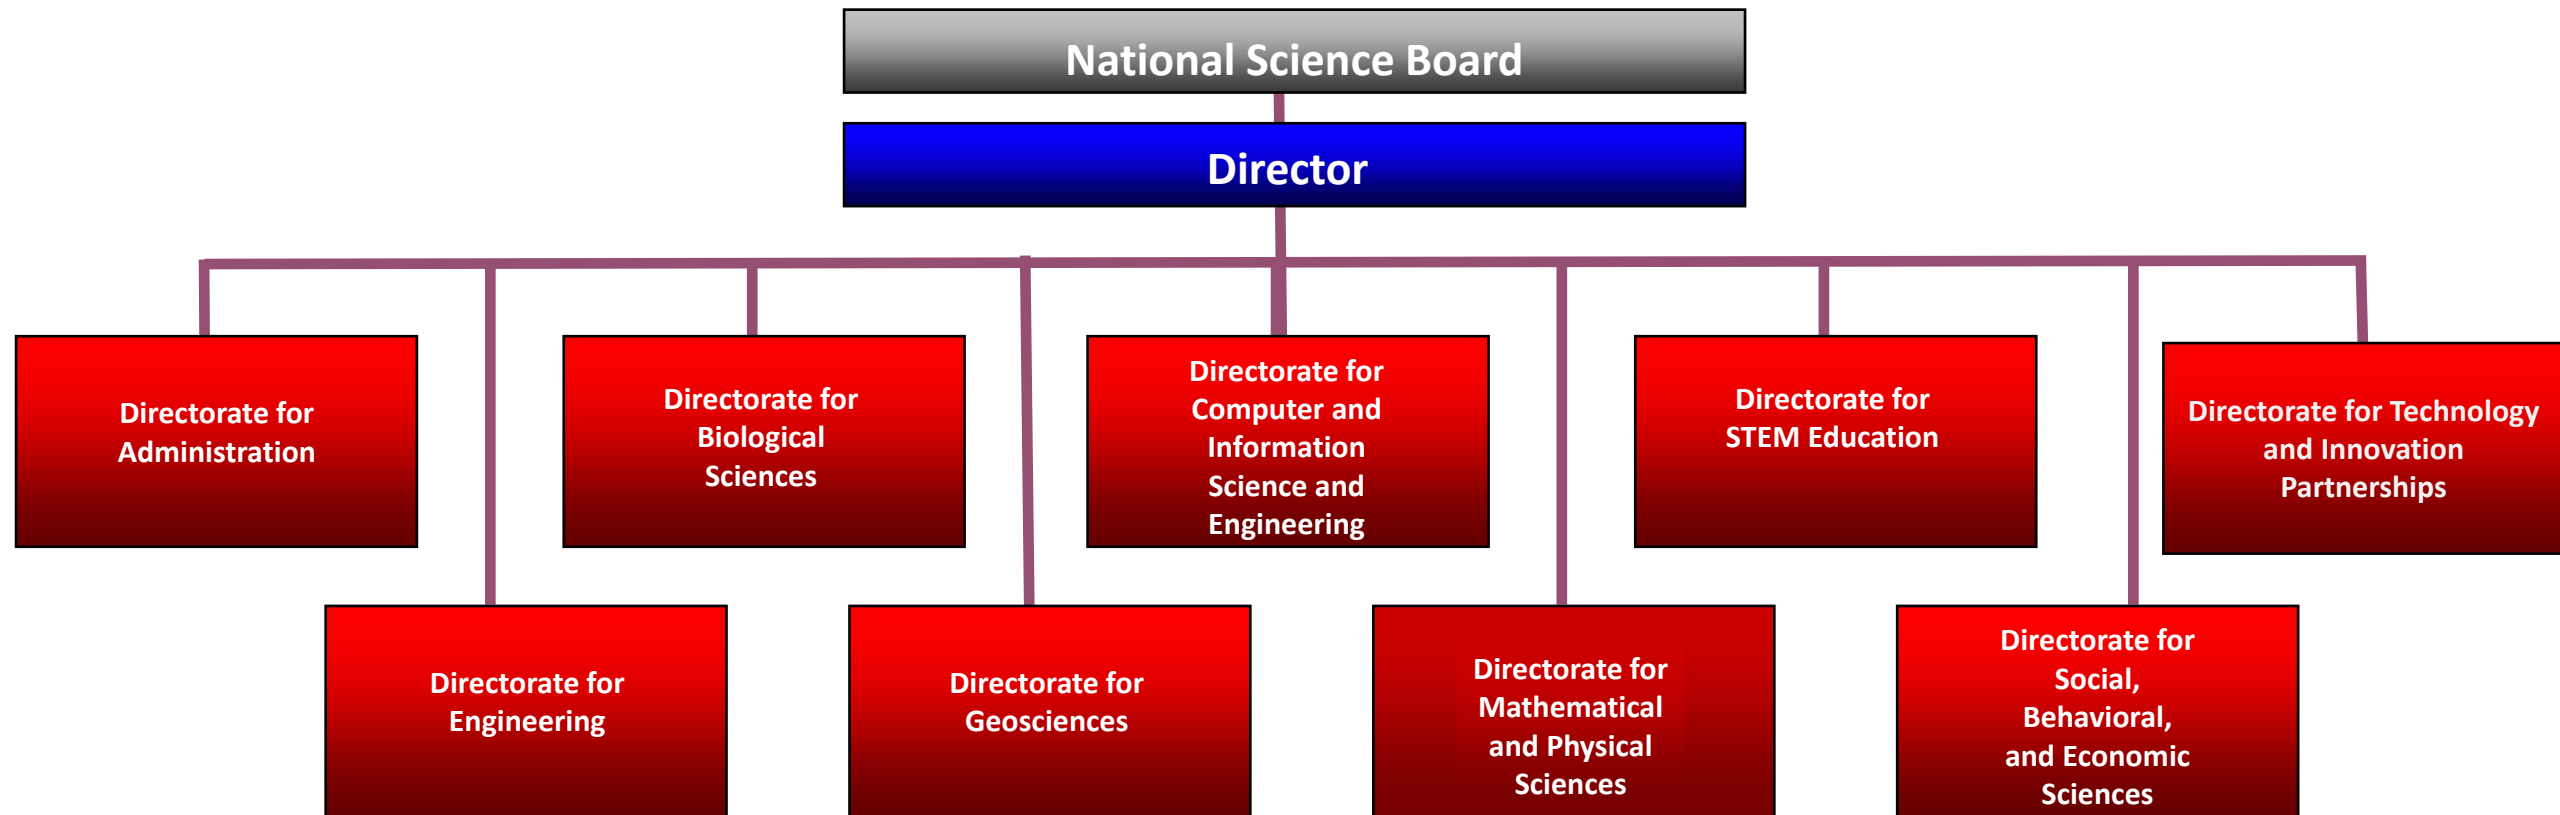 National Science Board
Director
Directorate for
Administration
Directorate for
Biological
Sciences
Directorate for
Computer and
Information
Science and
Engineering
Directorate for
STEM Education
Directorate for Technology
and Innovation
Partnerships
Directorate for
Engineering
Directorate for
Geosciences
Directorate for
Mathematical
and Physical
Sciences
Directorate for
Social,
Behavioral,
and Economic
Sciences